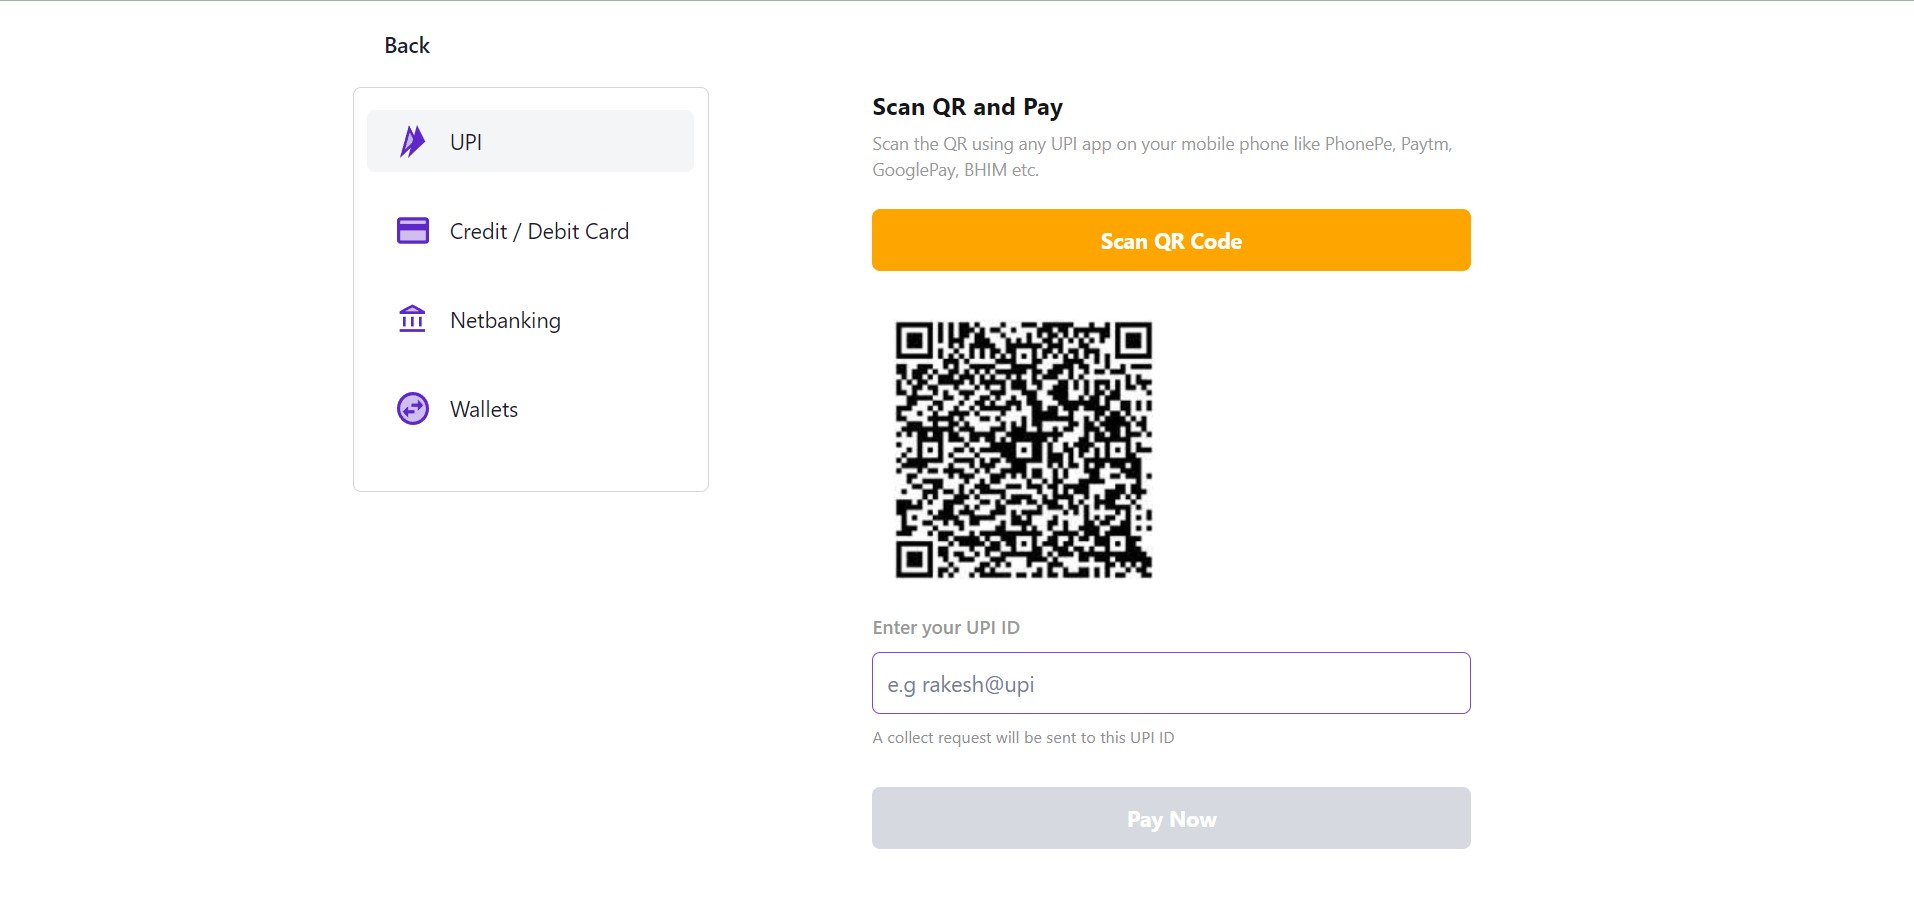 Back
UPI
Credit / Debit Card
Netbanking
Wallets
Scan QR and Pay
Scan the QR using any UPI app on your mobile phone like PhonePe, Paytm,
GooglePay, BHIM etc.
Scan QR Code
Enter your UPI ID
e.g rakesh@upi
A collect request will be sent to this UPI ID
Pay Now